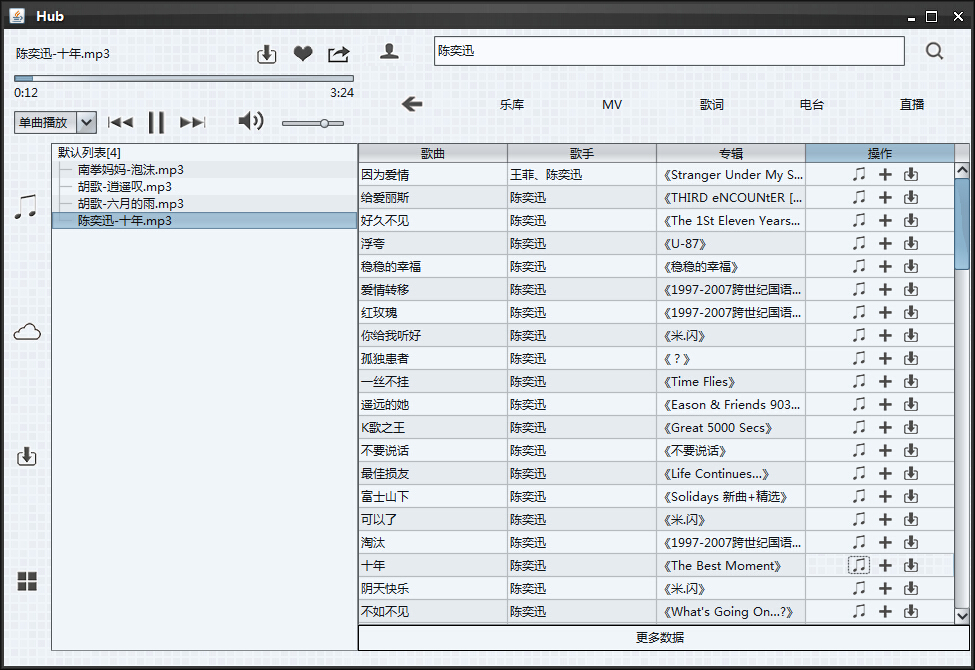 Hub
陈奕迅-十年.mp3
0:12 3:24
单曲播放
陈奕迅
乐库 MV 歌词 电台 直播
默认列表[4]
南拳妈妈-泡沫.mp3
胡歌-逍遥叹.mp3
胡歌-六月的雨.mp3
陈奕迅-十年.mp3
歌曲 歌手 专辑 操作
因为爱情 王菲、陈奕迅 《Stranger Under My S...
给爱丽斯 陈奕迅 《THIRD eNCOUNtER [...
好久不见 陈奕迅 《The 1St Eleven Years...
浮夸 陈奕迅 《U-87》
稳稳的幸福 陈奕迅 《稳稳的幸福》
爱情转移 陈奕迅 《1997-2007跨世纪国语...
红玫瑰 陈奕迅 《1997-2007跨世纪国语...
你给我听好 陈奕迅 《米.闪》
孤独患者 陈奕迅 《？》
一丝不挂 陈奕迅 《Time Flies》
遥远的她 陈奕迅 《Eason & Friends 903...
K歌之王 陈奕迅 《Great 5000 Secs》
不要说话 陈奕迅 《不要说话》
最佳损友 陈奕迅 《Life Continues...》
富士山下 陈奕迅 《Solidays 新曲+精选》
可以了 陈奕迅 《米.闪》
淘汰 陈奕迅 《1997-2007跨世纪国语...
十年 陈奕迅 《The Best Moment》
阴天快乐 陈奕迅 《米.闪》
不如不见 陈奕迅 《What's Going On...?》
更多数据